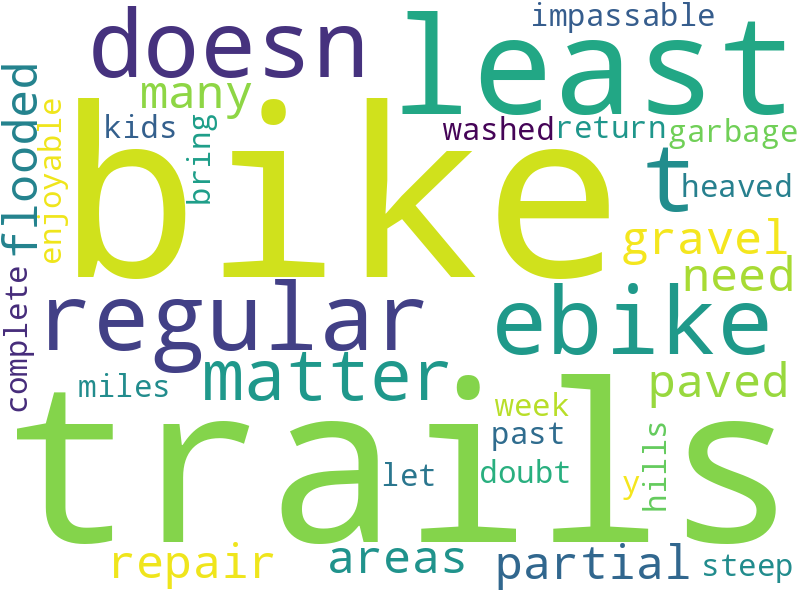 impassable
doesn
least
many
flooded
enjoyable
kids
bring
washed
return
garbage
bike
t
heaved
gravel
need
complete
regular
ebike
matter
miles
paved
week
trails
past
hills
let
doubt
y
repair
areas
partial
steep